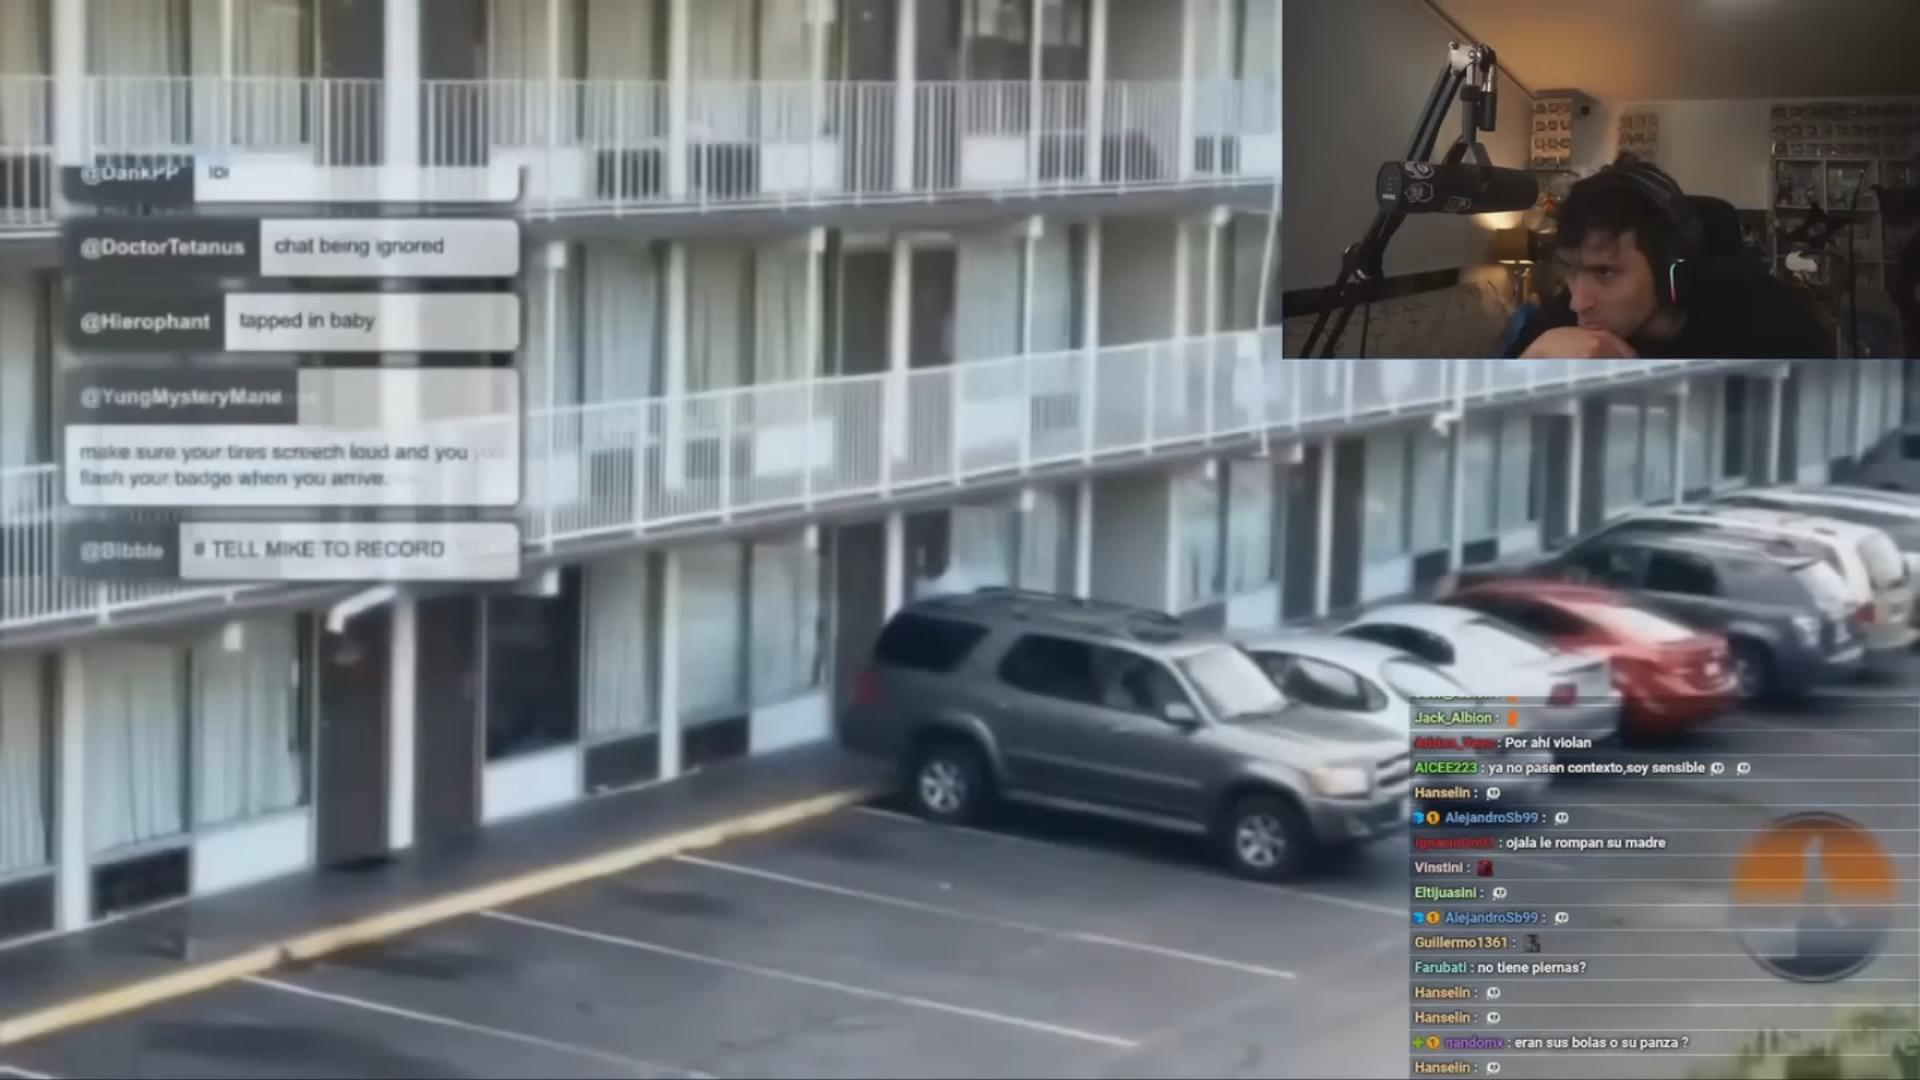 @DankPP lol
@DoctorTetanus chat being ignored
@Hierophant tapped in baby
@YungMysteryMane
make sure your tires screech loud and you
flash your badge when you arrive.
@Bibble # TELL MIKE TO RECORD
Jack_Albion :
: Por ahí violan
AICEE223 : ya no pasen contexto,soy sensible
Hanselin :
AlejandroSb99 :
: ojala le rompan su madre
Vinstini :
Eltijuasini :
AlejandroSb99 :
Guillermo1361 :
Farubati : no tiene piernas?
Hanselin :
Hanselin :
nandomx : eran sus bolas o su panza ?
Hanselin :